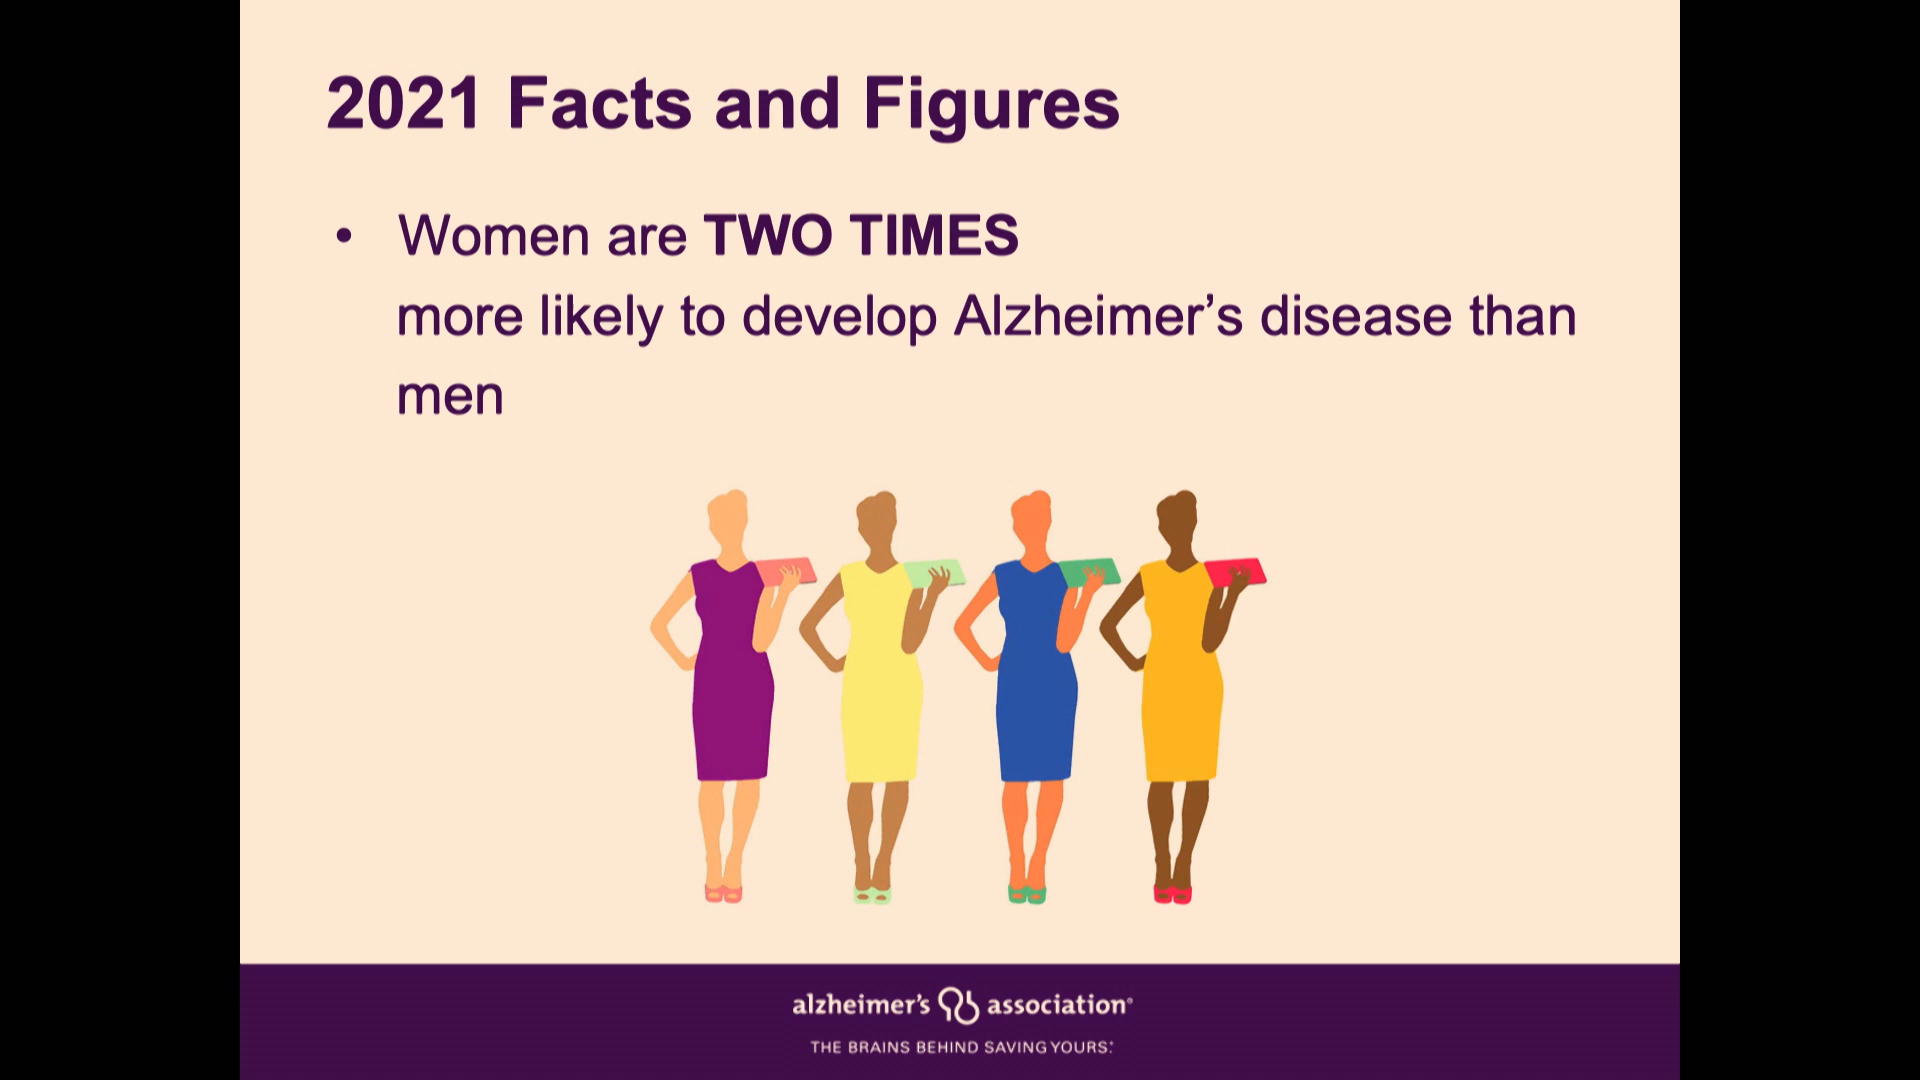 2021 Facts and Figures
• Women are TWO TIMES
more likely to develop Alzheimer’s disease than
men
alzheimer's association®
THE BRAINS BEHIND SAVING YOURS.®